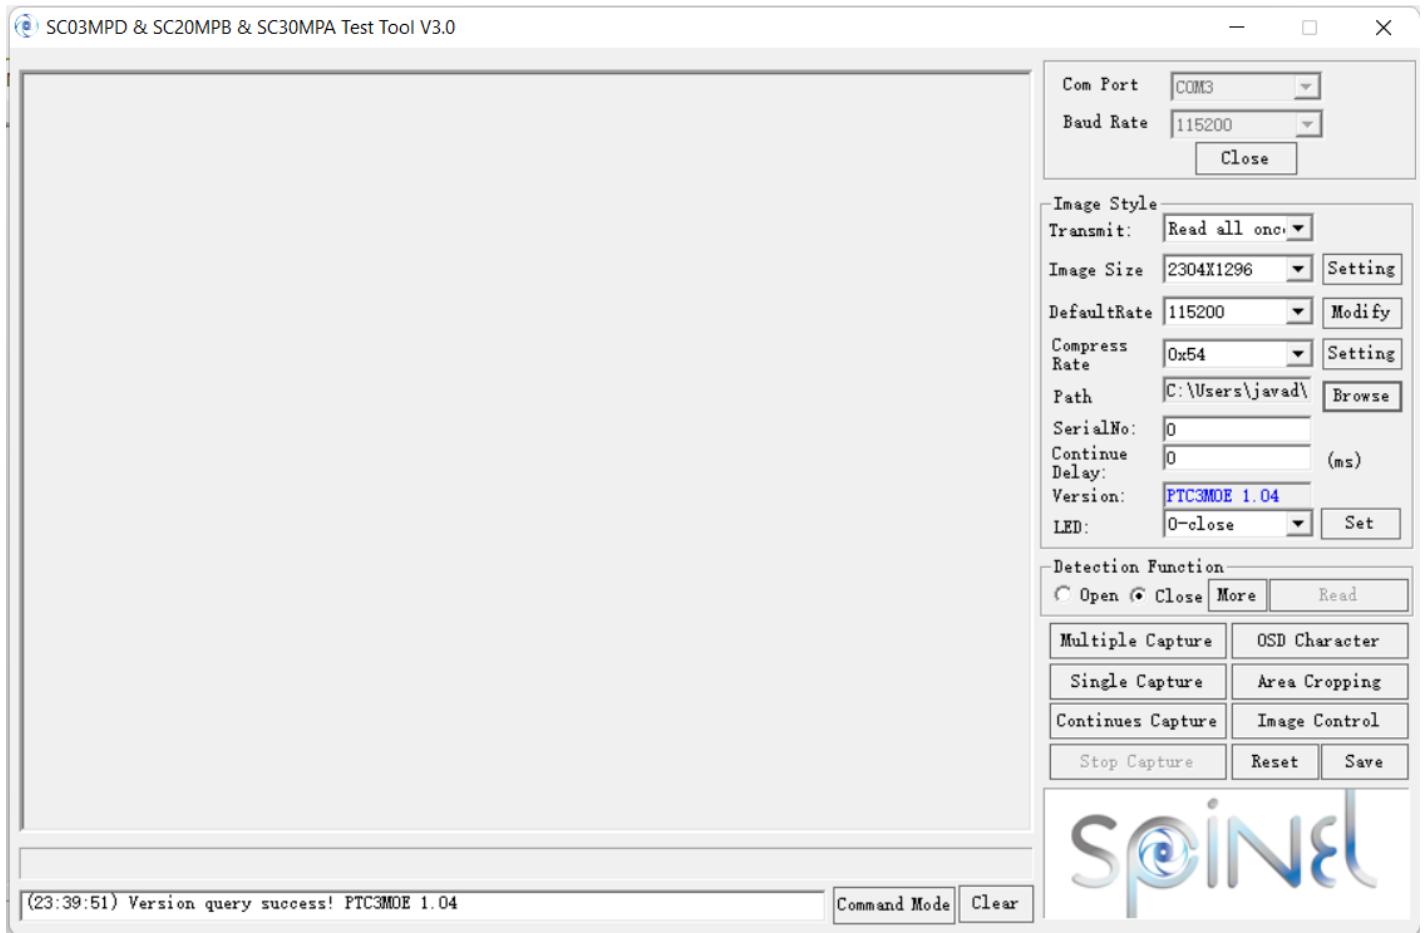 SC03MPD & SC20MPB & SC30MPA Test Tool V3.0
Com Port COM3
Baud Rate 115200
Close
Image Style
Transmit: Read all onc
Image Size 2304X1296 Setting
DefaultRate 115200 Modify
Compress
Rate 0x54 Setting
Path C:\Users\javad\ Browse
SerialNo: 0
Continue
Delay: 0 (ms)
Version: PTC3MOE 1.04
LED: 0-close Set
Detection Function
Open Close More Read
Multiple Capture OSD Character
Single Capture Area Cropping
Continues Capture Image Control
Stop Capture Reset Save
SPINEL
(23:39:51) Version query success! PTC3MOE 1.04 Command Mode Clear